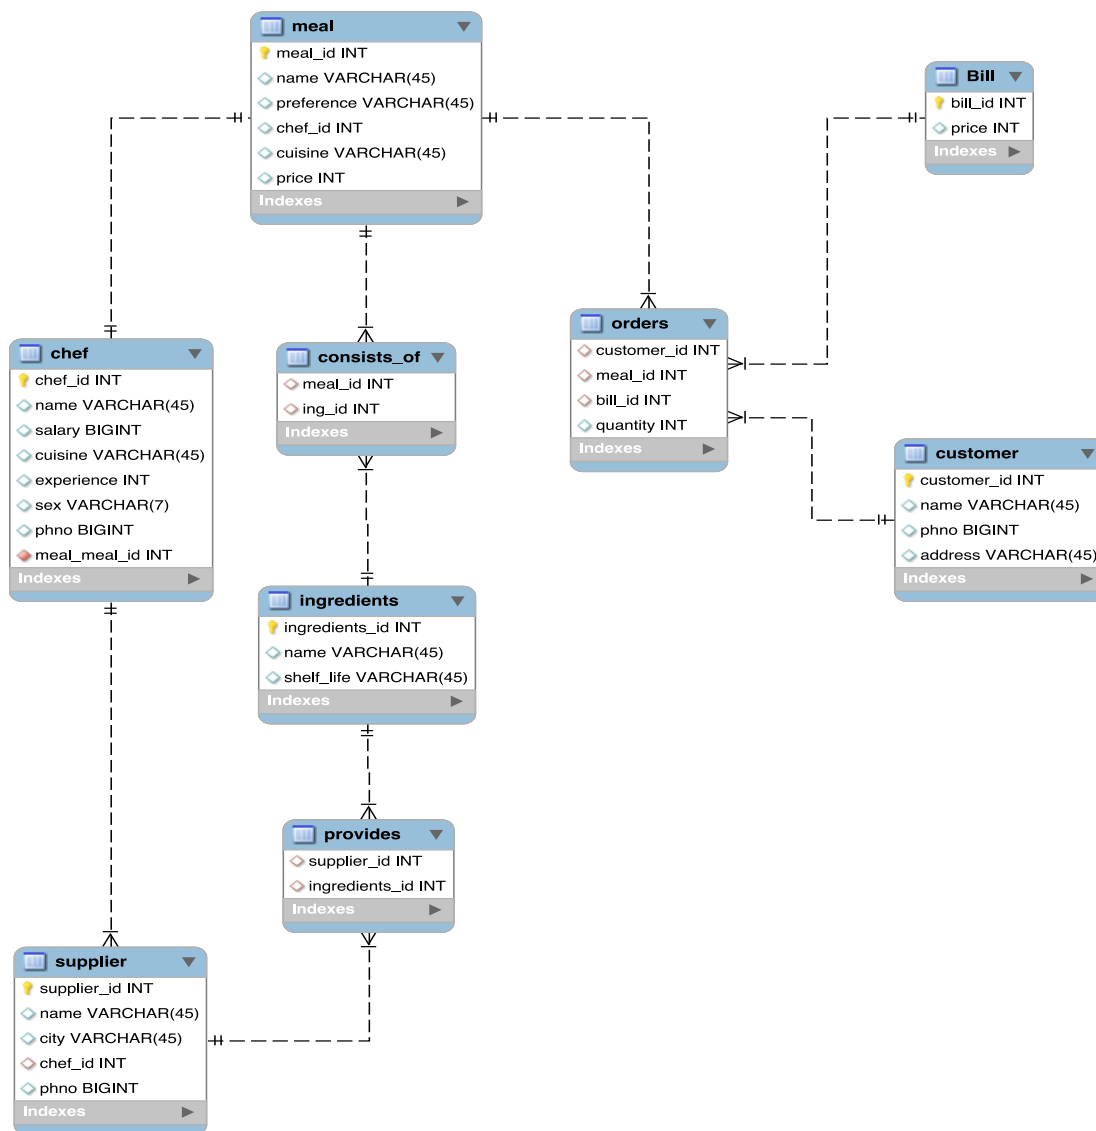 meal
meal_id INT
name VARCHAR(45)
preference VARCHAR(45)
chef_id INT
cuisine VARCHAR(45)
price INT
Indexes
Bill
bill_id INT
price INT
Indexes
orders
customer_id INT
meal_id INT
bill_id INT
quantity INT
Indexes
chef
chef_id INT
name VARCHAR(45)
salary BIGINT
cuisine VARCHAR(45)
experience INT
sex VARCHAR(7)
phno BIGINT
meal_meal_id INT
Indexes
consists_of
meal_id INT
ing_id INT
Indexes
customer
customer_id INT
name VARCHAR(45)
phno BIGINT
address VARCHAR(45)
Indexes
ingredients
ingredients_id INT
name VARCHAR(45)
shelf_life VARCHAR(45)
Indexes
provides
supplier_id INT
ingredients_id INT
Indexes
supplier
supplier_id INT
name VARCHAR(45)
city VARCHAR(45)
chef_id INT
phno BIGINT
Indexes